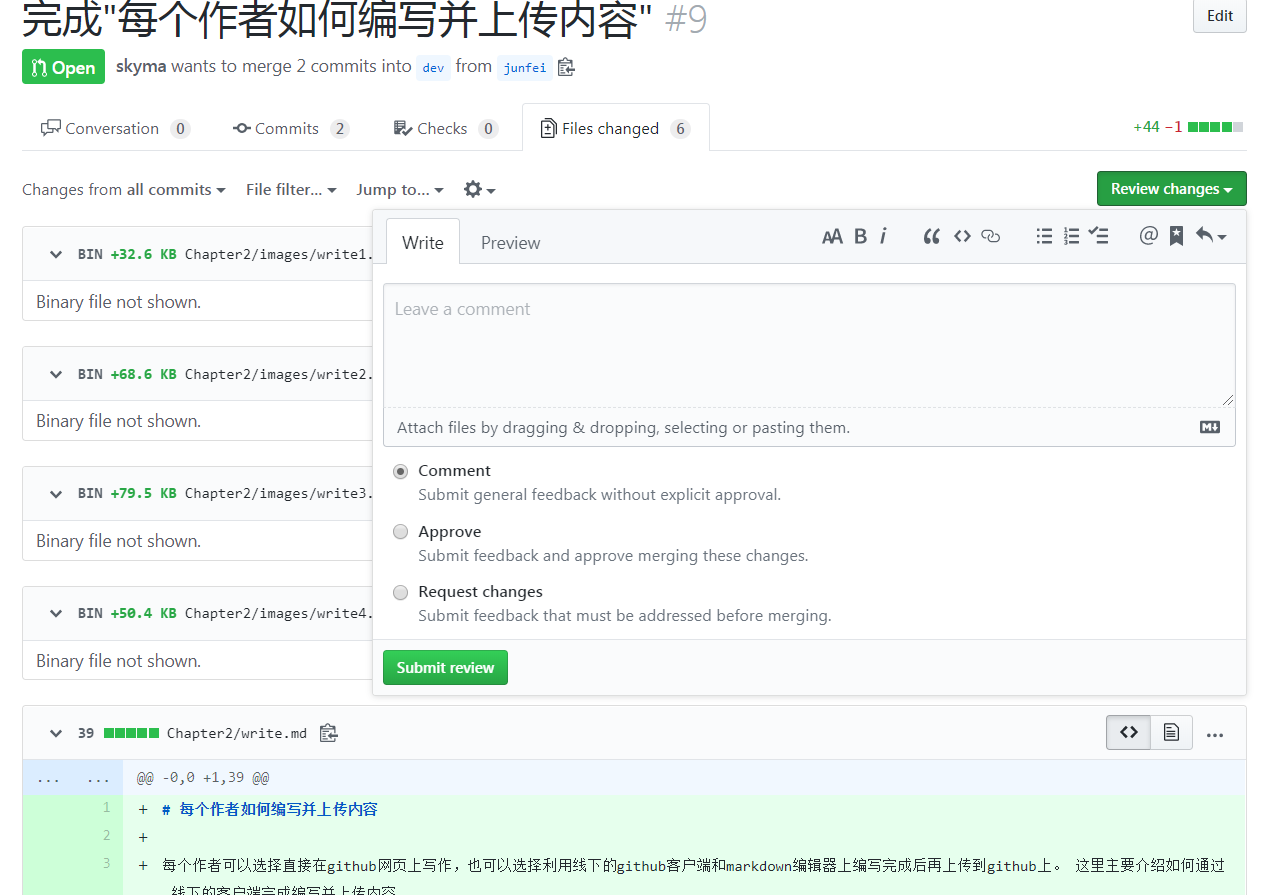 完成"每个作者如何编写并上传内容" #9
Edit
Open skyma wants to merge 2 commits into dev from junfei
Conversation 0 Commits 2 Checks 0 Files changed 6 +44 −1
Changes from all commits File filter... Jump to... Review changes
Write Preview
BIN +32.6 KB Chapter2/images/write1.
Binary file not shown.
Leave a comment
BIN +68.6 KB Chapter2/images/write2.
Binary file not shown.
Attach files by dragging & dropping, selecting or pasting them.
Comment
Submit general feedback without explicit approval.
BIN +79.5 KB Chapter2/images/write3.
Binary file not shown.
Approve
Submit feedback and approve merging these changes.
Request changes
Submit feedback that must be addressed before merging.
BIN +50.4 KB Chapter2/images/write4.
Binary file not shown.
Submit review
39 Chapter2/write.md
... ... @@ -0,0 +1,39 @@
1 + # 每个作者如何编写并上传内容
2 +
3 + 每个作者可以选择直接在github网页上写作，也可以选择利用线下的github客户端和markdown编辑器上编写完成后再上传到github上。 这里主要介绍如何通过
线下的客户端完成编写并上传内容